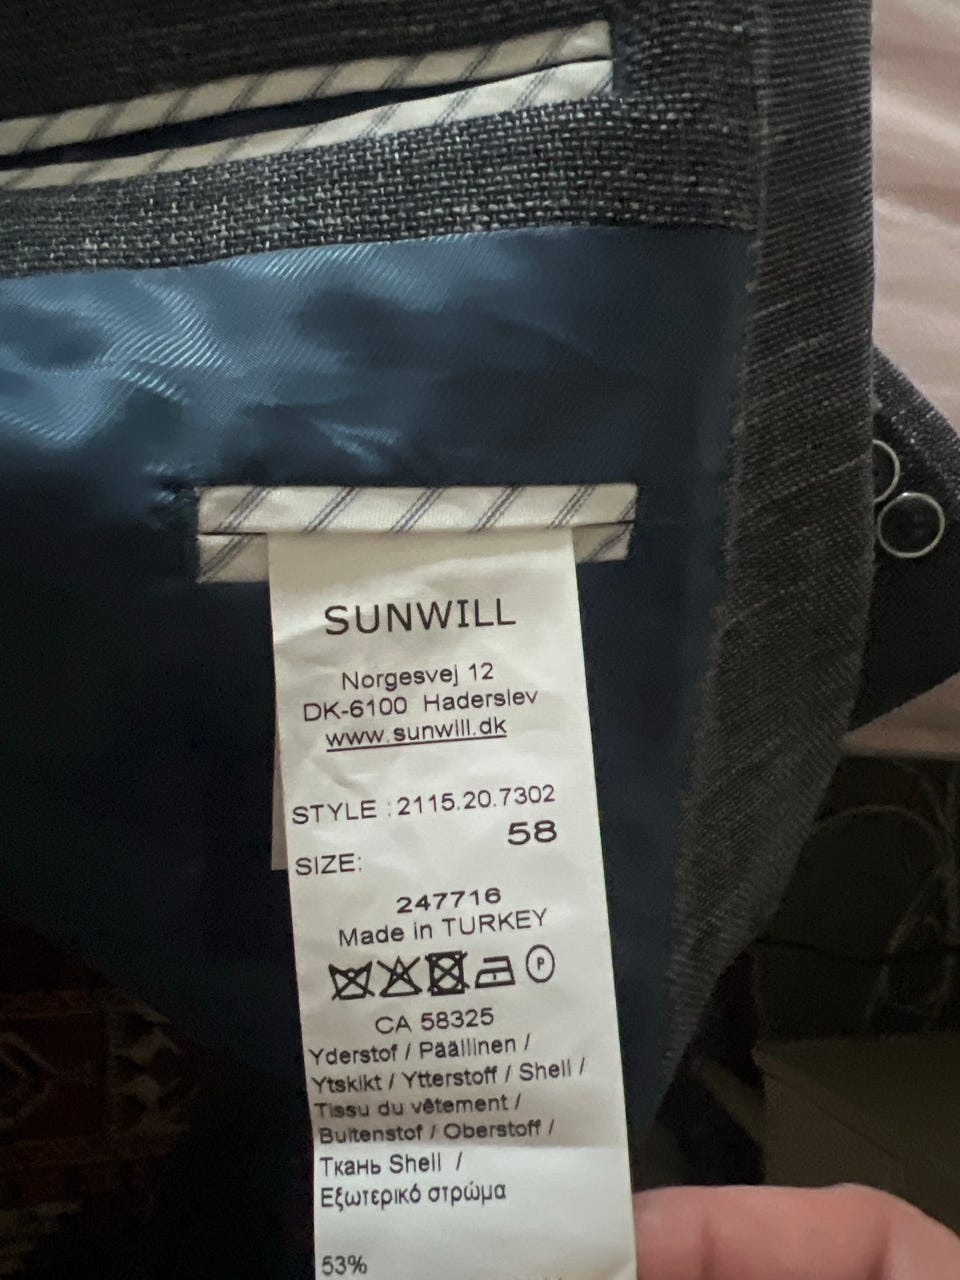 SUNWILL
Norgesvej 12
DK-6100 Haderslev
www.sunwill.dk
STYLE : 2115.20.7302
58
SIZE:
247716
Made in TURKEY
P
CA 58325
Yderstof / Päällinen /
Ytskikt / Ytterstoff / Shell /
Tissu du vêtement /
Buitenstof / Oberstoff /
Ткань Shell /
Εξωτερικό στρώμα
53%